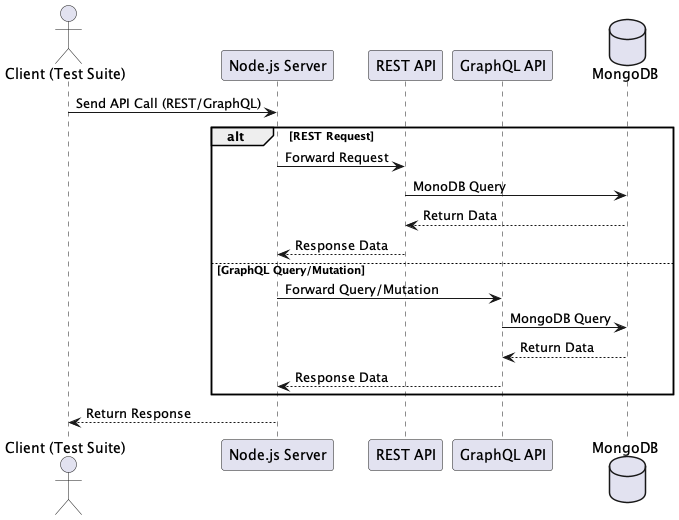 Client (Test Suite)
Node.js Server
REST API
GraphQL API
MongoDB
Send API Call (REST/GraphQL)
alt
[REST Request]
Forward Request
MonoDB Query
Return Data
Response Data
[GraphQL Query/Mutation]
Forward Query/Mutation
MongoDB Query
Return Data
Response Data
Return Response
Client (Test Suite)
Node.js Server
REST API
GraphQL API
MongoDB